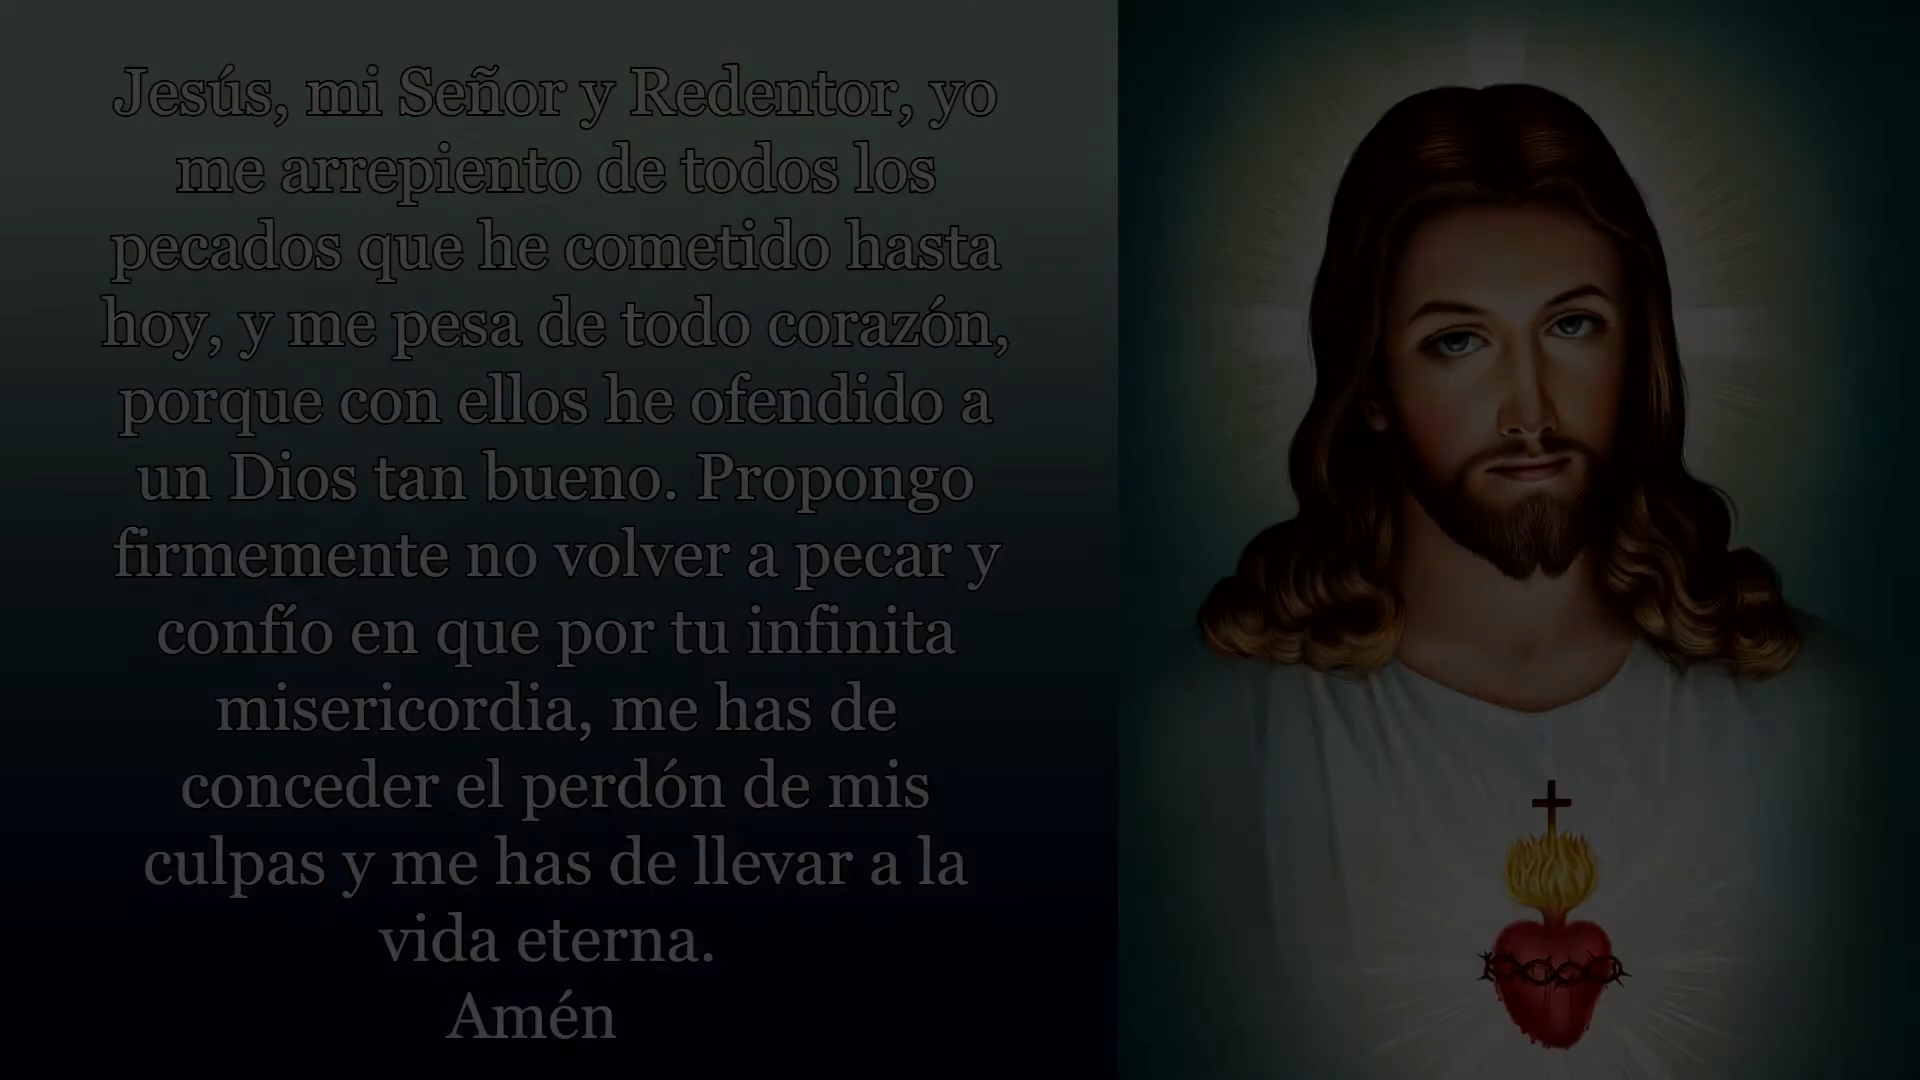 Jesús, mi Señor y Redentor, yo
me arrepiento de todos los
pecados que he cometido hasta
hoy, y me pesa de todo corazón,
porque con ellos he ofendido a
un Dios tan bueno. Propongo
firmemente no volver a pecar y
confío en que por tu infinita
misericordia, me has de
conceder el perdón de mis
culpas y me has de llevar a la
vida eterna.
Amén